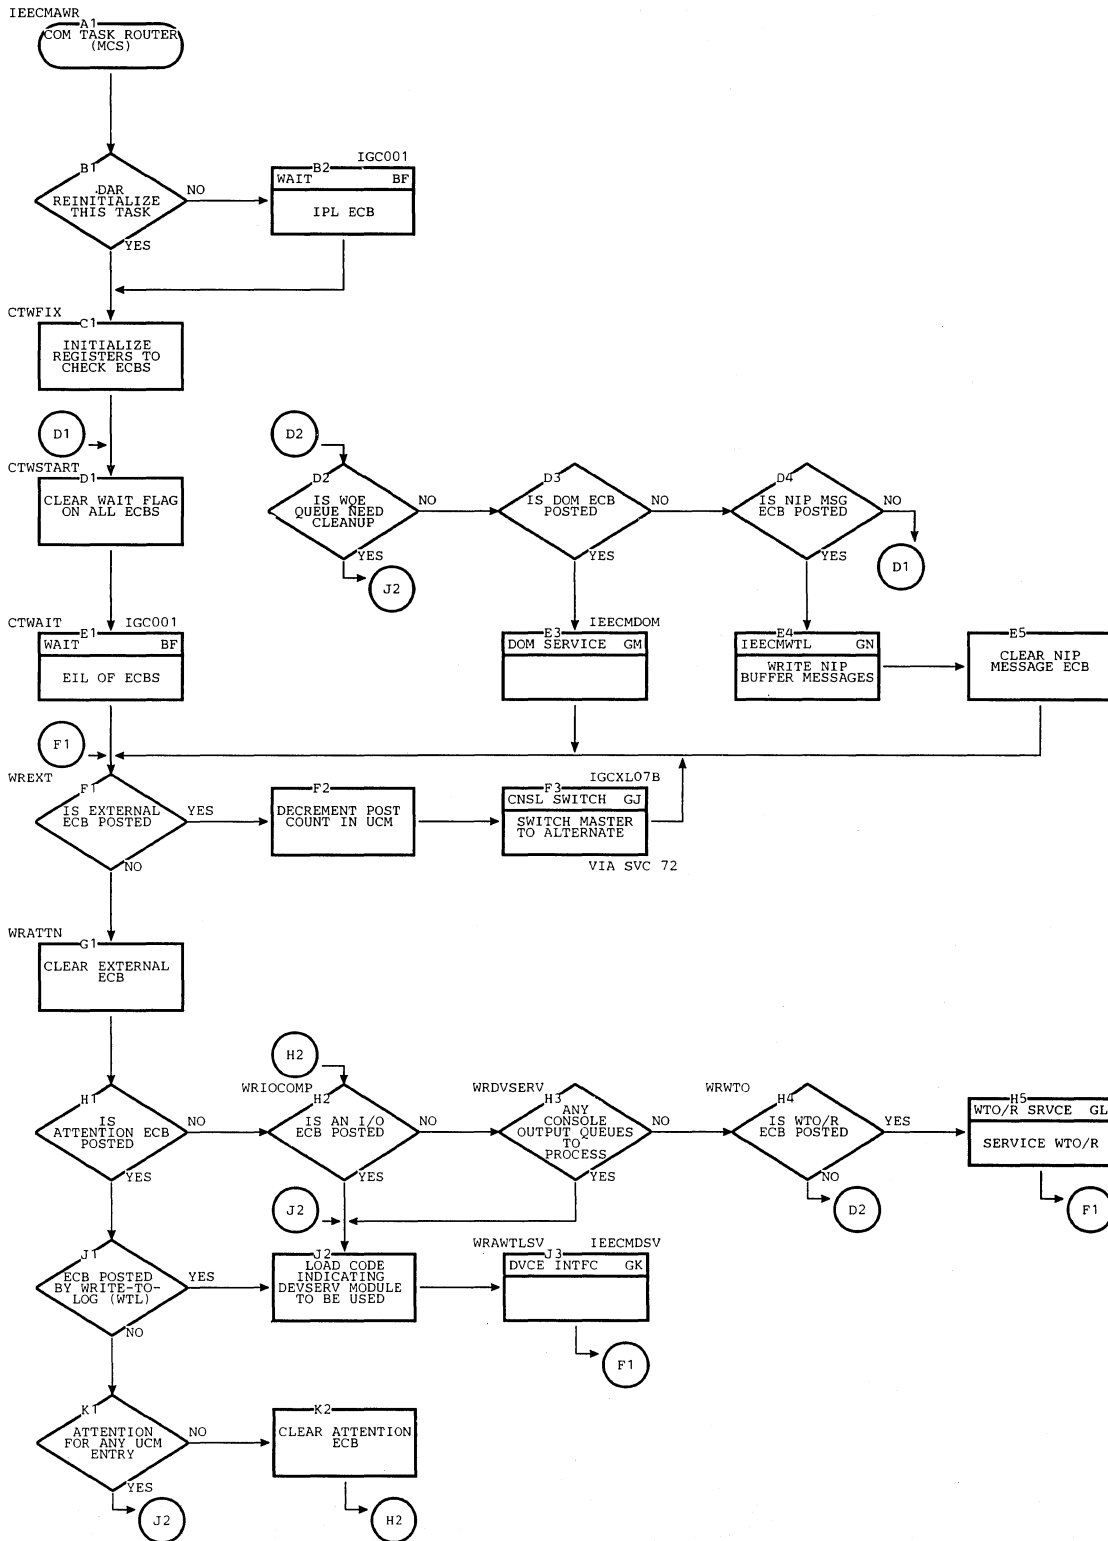 IEECMAWR
A1
COM TASK ROUTER
(MCS)
B1
.DAR
REINITIALIZE
THIS TASK
NO
YES
IGC001
B2
WAIT BF
IPL ECB
CTWFIX
C1
INITIALIZE
REGISTERS TO
CHECK ECBS
D1
CTWSTART
D1
CLEAR WAIT FLAG
ON ALL ECBS
D2
D2
IS WQE
QUEUE NEED
CLEANUP
NO
YES
J2
D3
IS DOM ECB
POSTED
NO
YES
D4
IS NIP MSG
ECB POSTED
NO
YES
D1
CTWAIT
IGC001
E1
WAIT BF
EIL OF ECBS
IEECMDOM
E3
DOM SERVICE GM
E4
IEECMWTL GN
WRITE NIP
BUFFER MESSAGES
E5
CLEAR NIP
MESSAGE ECB
F1
WREXT
F1
IS EXTERNAL
ECB POSTED
YES
NO
F2
DECREMENT POST
COUNT IN UCM
IGCXL07B
F3
CNSL SWITCH GJ
SWITCH MASTER
TO ALTERNATE
VIA SVC 72
WRATTN
G1
CLEAR EXTERNAL
ECB
H1
IS
ATTENTION ECB
POSTED
NO
YES
H2
WRIOCOMP
H2
IS AN I/O
ECB POSTED
NO
YES
WRDVSERV
H3
ANY
CONSOLE
OUTPUT QUEUES
TO
PROCESS
NO
YES
WRWTO
H4
IS WTO/R
ECB POSTED
YES
NO
D2
H5
WTO/R SRVCE GL
SERVICE WTO/R
F1
J1
ECB POSTED
BY WRITE-TO-
LOG (WTL)
YES
NO
J2
J2
LOAD CODE
INDICATING
DEVSERV MODULE
TO BE USED
WRAWTLSV IEECMDSV
J3
DVCE INTFC GK
F1
K1
ATTENTION
FOR ANY UCM
ENTRY
NO
YES
J2
K2
CLEAR ATTENTION
ECB
H2